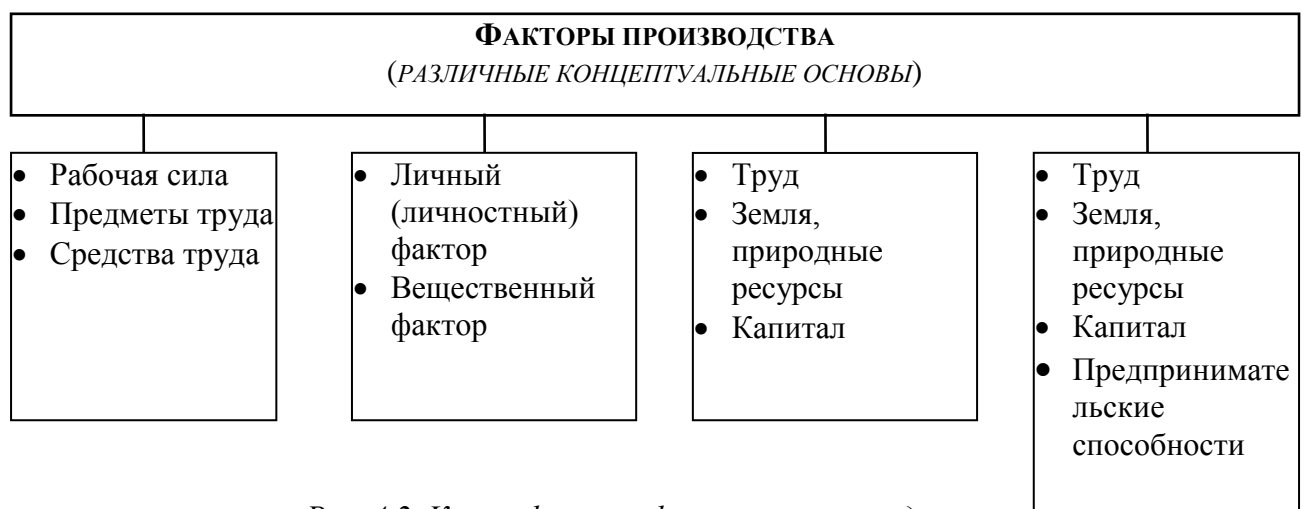 ФАКТОРЫ ПРОИЗВОДСТВА
(РАЗЛИЧНЫЕ КОНЦЕПТУАЛЬНЫЕ ОСНОВЫ)
• Рабочая сила
• Предметы труда
• Средства труда
• Личный
(личностный)
фактор
• Вещественный
фактор
• Труд
• Земля,
природные
ресурсы
• Капитал
• Труд
• Земля,
природные
ресурсы
• Капитал
• Предпринимате
льские
способности